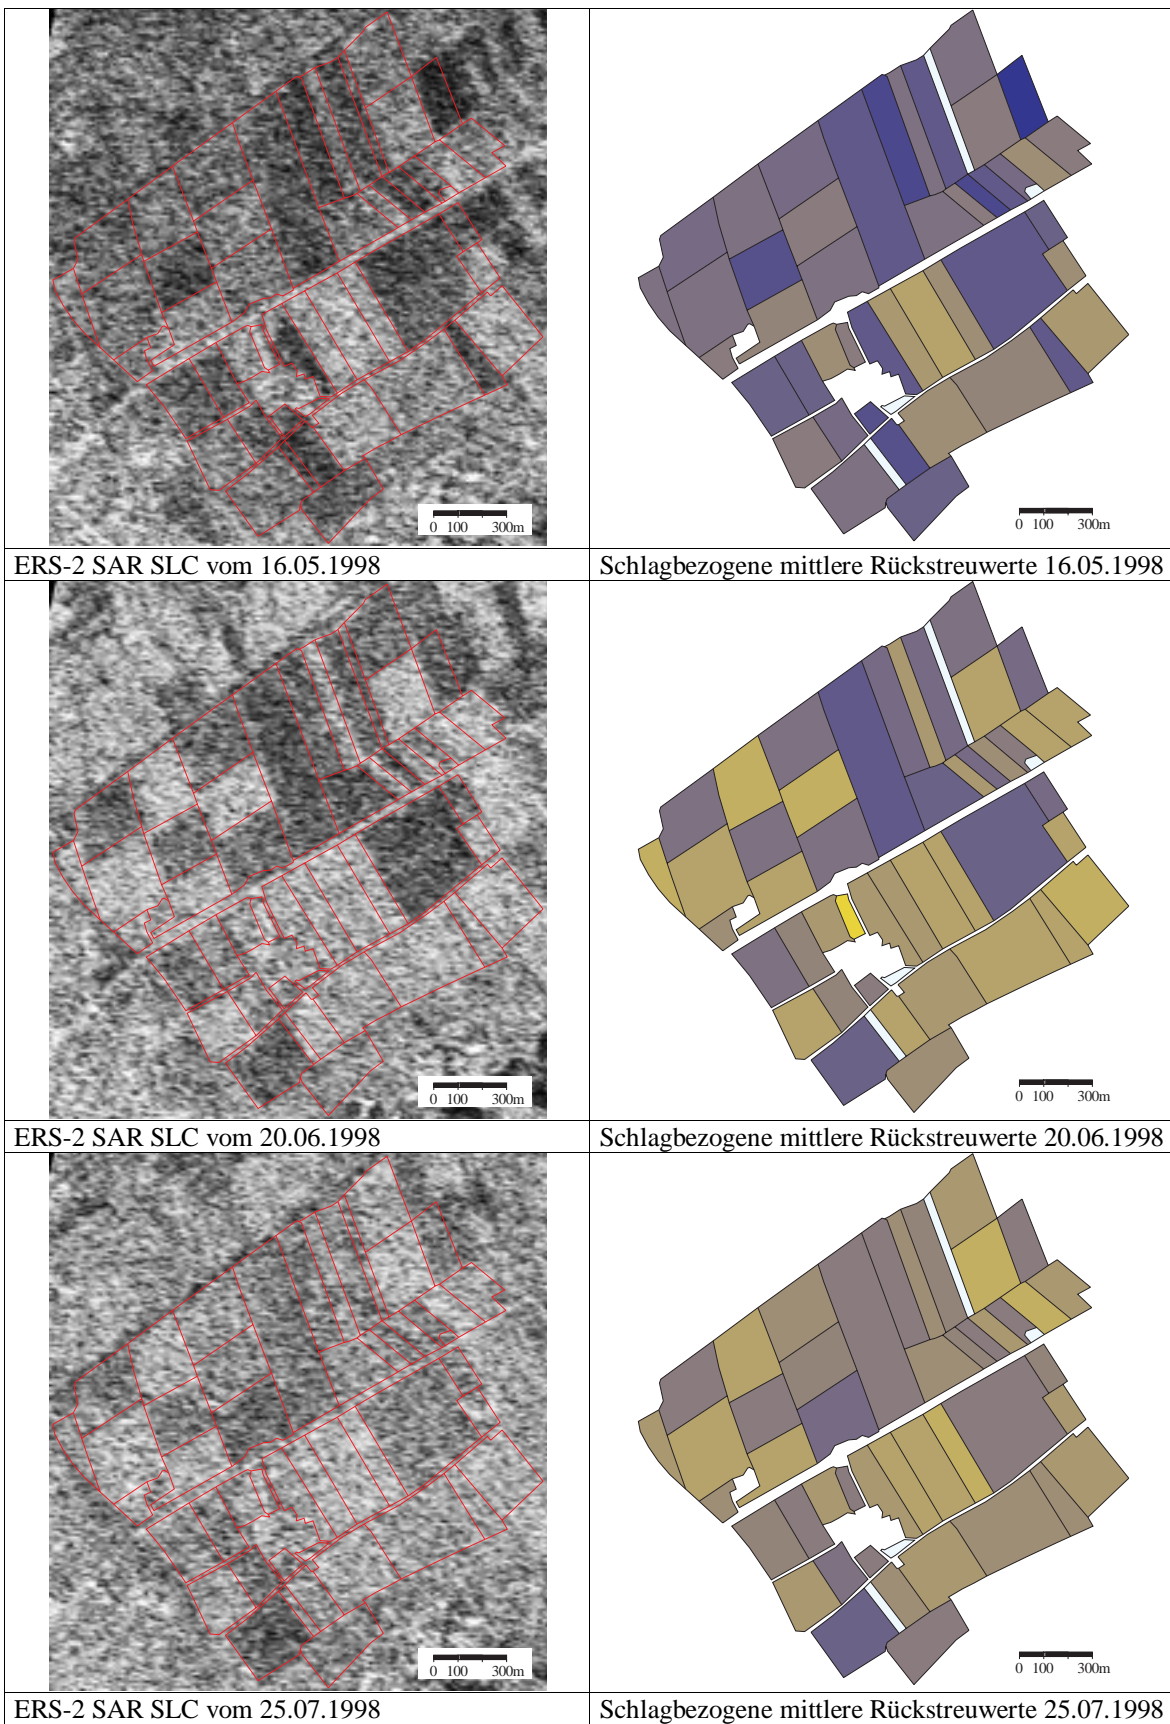 0 100 300m
0 100 300m
ERS-2 SAR SLC vom 16.05.1998
Schlagbezogene mittlere Rückstreuwerte 16.05.1998
0 100 300m
0 100 300m
ERS-2 SAR SLC vom 20.06.1998
Schlagbezogene mittlere Rückstreuwerte 20.06.1998
0 100 300m
0 100 300m
ERS-2 SAR SLC vom 25.07.1998
Schlagbezogene mittlere Rückstreuwerte 25.07.1998